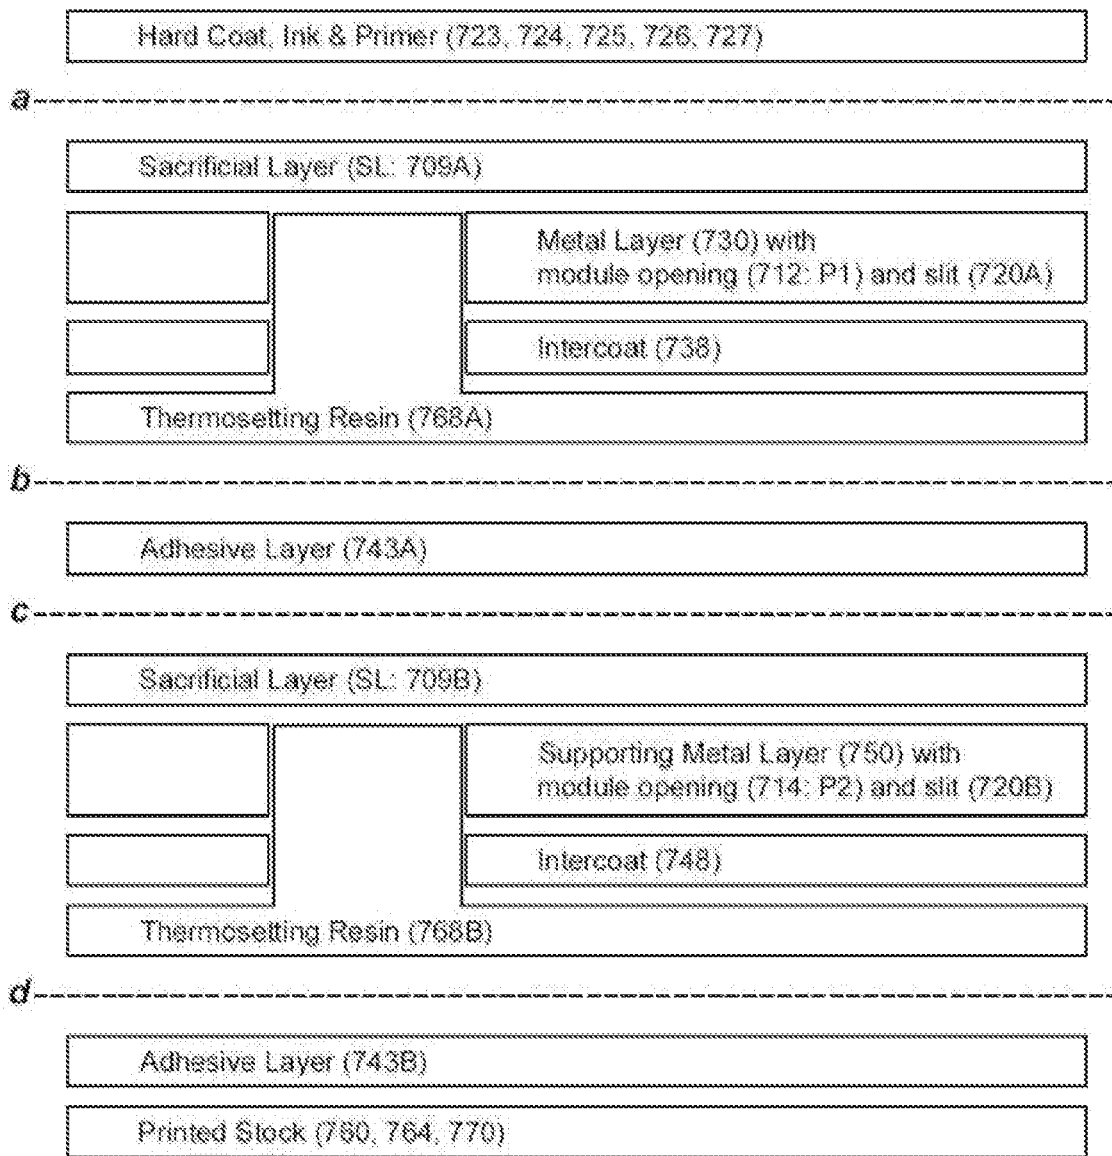 Hard Coat, Ink & Primer (723, 724, 725, 726, 727)
a
Sacrificial Layer (SL: 709A)
Metal Layer (730) with
module opening (712: P1) and slit (720A)
Intercoat (738)
Thermosetting Resin (768A)
b
Adhesive Layer (743A)
c
Sacrificial Layer (SL: 709B)
Supporting Metal Layer (750) with
module opening (714: P2) and slit (720B)
Intercoat (748)
Thermosetting Resin (768B)
d
Adhesive Layer (743B)
Printed Stock (760, 764, 770)